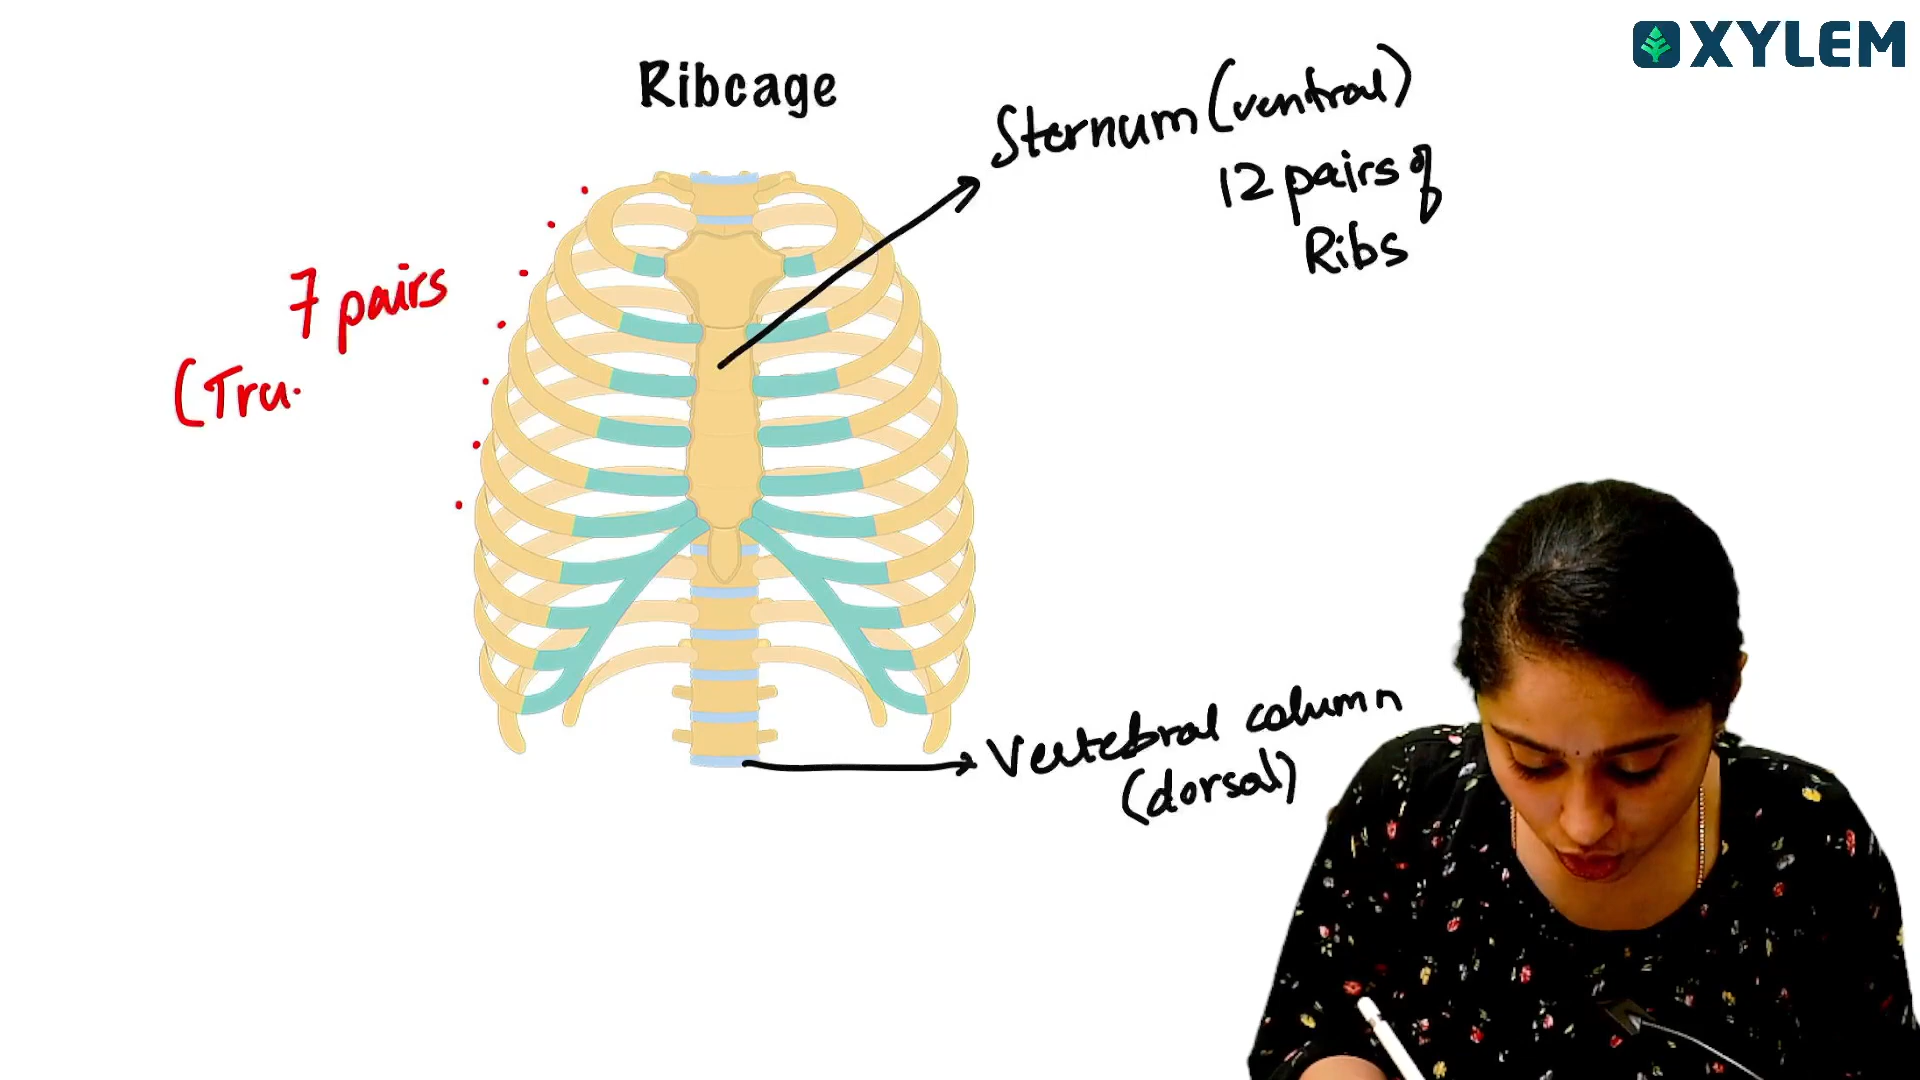 XYLEM
Ribcage
Sternum (ventral)
12 pairs of
Ribs
7 pairs
(Tru
Vertebral column
(dorsal)